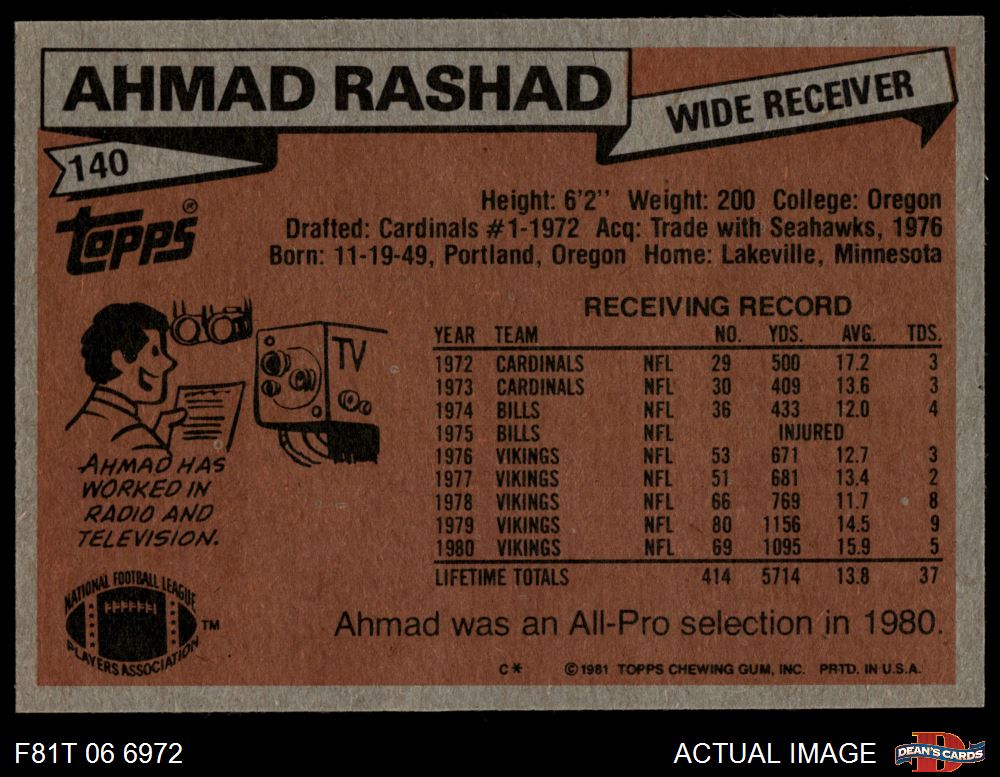 AHMAD RASHAD
WIDE RECEIVER
140
Topps®
Height: 6'2'' Weight: 200 College: Oregon
Drafted: Cardinals #1-1972 Acq: Trade with Seahawks, 1976
Born: 11-19-49, Portland, Oregon Home: Lakeville, Minnesota
TV
AHMAD HAS
WORKED IN
RADIO AND
TELEVISION.
RECEIVING RECORD
YEAR TEAM NO. YDS. AVG. TDS.
1972 CARDINALS NFL 29 500 17.2 3
1973 CARDINALS NFL 30 409 13.6 3
1974 BILLS NFL 36 433 12.0 4
1975 BILLS NFL INJURED
1976 VIKINGS NFL 53 671 12.7 3
1977 VIKINGS NFL 51 681 13.4 2
1978 VIKINGS NFL 66 769 11.7 8
1979 VIKINGS NFL 80 1156 14.5 9
1980 VIKINGS NFL 69 1095 15.9 5
LIFETIME TOTALS 414 5714 13.8 37
NATIONAL FOOTBALL LEAGUE
PLAYERS ASSOCIATION
TM
Ahmad was an All-Pro selection in 1980.
C* ©1981 TOPPS CHEWING GUM, INC. PRTD. IN U.S.A.
F81T 06 6972
ACTUAL IMAGE
D
DEAN'S CARDS